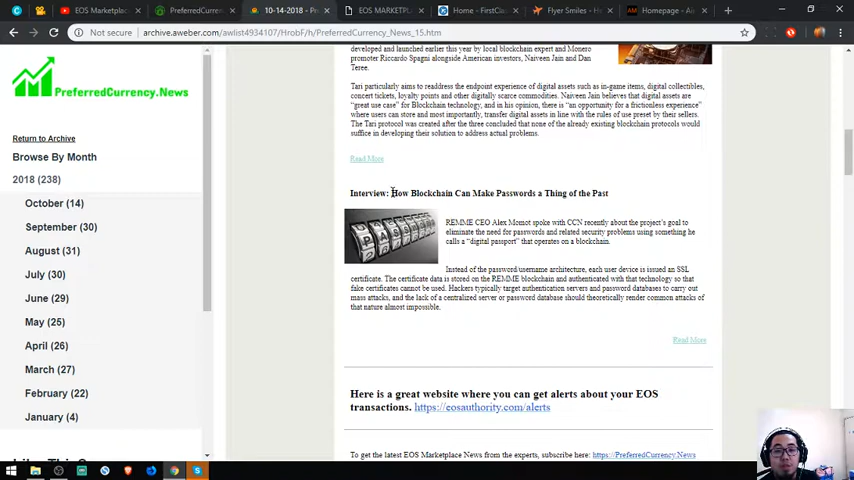 EOS Marketplac
PreferredCurren
10-14-2018 - Pre
EOS MARKETPL
Home - FirstClas
Flyer Smiles - Ho
Homepage - Ai
Not secure
archive.aweber.com/awlist4934107/HrobF/h/Preferred_Currency_News_15.htm
PreferredCurrency.News
Return to Archive
Browse By Month
2018 (238)
October (14)
September (30)
August (31)
July (30)
June (29)
May (25)
April (26)
March (27)
February (22)
January (4)
developed and launched earlier this year by local blockchain expert and Monero
promoter Riccardo Spagni alongside American investors, Naveen Jain and Dan
Teree.
Tari particularly aims to readdress the endpoint experience of digital assets such as in-game items, digital collectibles,
concert tickets, loyalty points and other digitally scarce commodities. Naveen Jain believes that digital assets are
“great use case” for Blockchain technology, and in his opinion, there is “an opportunity for a frictionless experience”
where users can store and most importantly, transfer digital assets in line with the rules of use preset by their sellers.
The Tari protocol was created after the three concluded that none of the already existing blockchain protocols would
suffice in developing their solution to address actual problems.
Read More
Interview: How Blockchain Can Make Passwords a Thing of the Past
REMME CEO Alex Momot spoke with CCN recently about the project’s goal to
eliminate the need for passwords and related security problems using something he
calls a “digital passport” that operates on a blockchain.
Instead of the password/username architecture, each user device is issued an SSL
certificate. The certificate data is stored on the REMME blockchain and authenticated with that technology so that
fake certificates cannot be used. Hackers typically target authentication servers and password databases to carry out
mass attacks, and the lack of a centralized server or password database should theoretically render common attacks of
that nature almost impossible.
Read More
Here is a great website where you can get alerts about your EOS
transactions. https://eosauthority.com/alerts
To get the latest EOS Marketplace News from the experts, subscribe here: https://PreferredCurrency.News